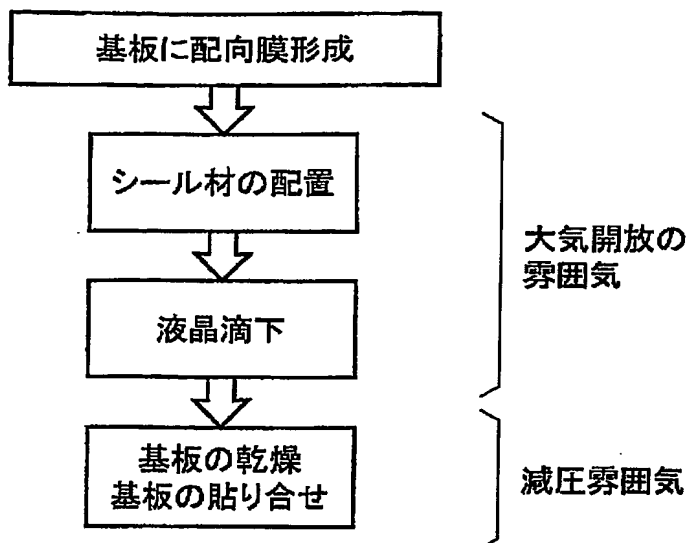 基板に配向膜形成
シール材の配置
液晶滴下
基板の乾燥
基板の貼り合せ
大気開放の
雰囲気
減圧雰囲気